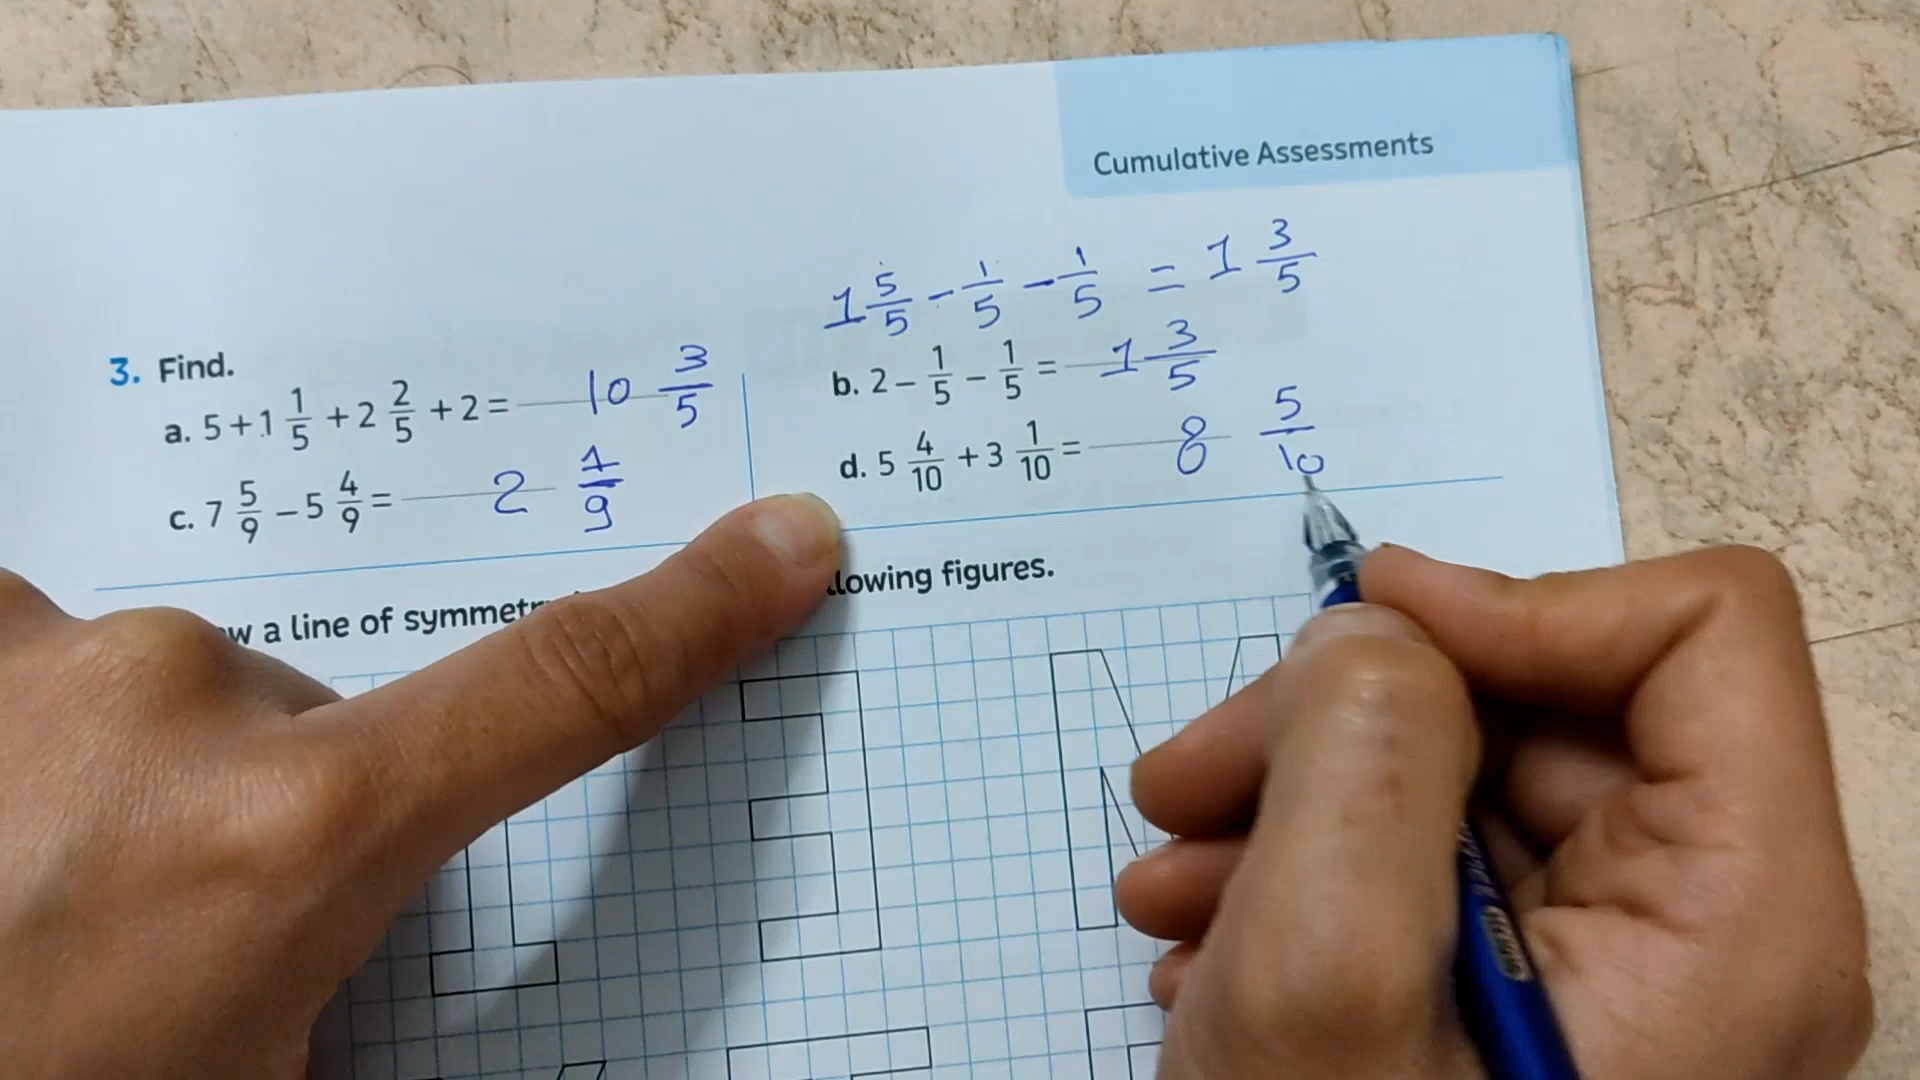 Cumulative Assessments
1 5/5 - 1/5 - 1/5 = 1 3/5
3. Find.
a. 5 + 1 1/5 + 2 2/5 + 2 = 10 3/5
b. 2 - 1/5 - 1/5 = 1 3/5
c. 7 5/9 - 5 4/9 = 2 1/9
d. 5 4/10 + 3 1/10 = 8 5/10
a line of symmetry figures.